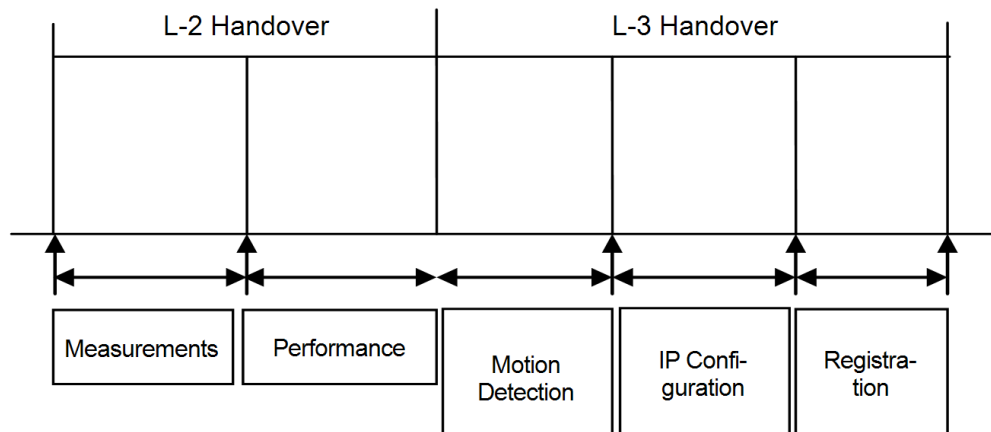 L-2 Handover
L-3 Handover
Measurements
Performance
Motion
Detection
IP Confi-
guration
Registra-
tion